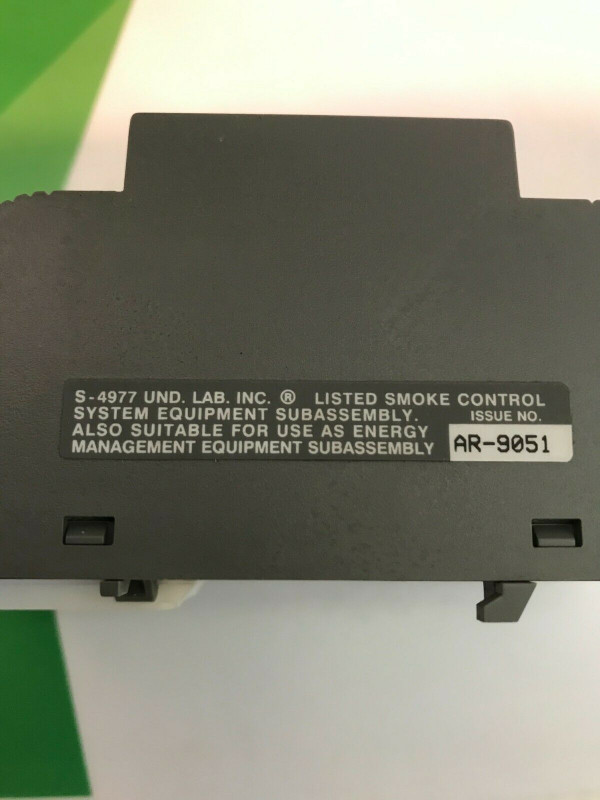 S-4977 UND. LAB. INC. ® LISTED SMOKE CONTROL
SYSTEM EQUIPMENT SUBASSEMBLY. ISSUE NO.
ALSO SUITABLE FOR USE AS ENERGY
MANAGEMENT EQUIPMENT SUBASSEMBLY AR-9051